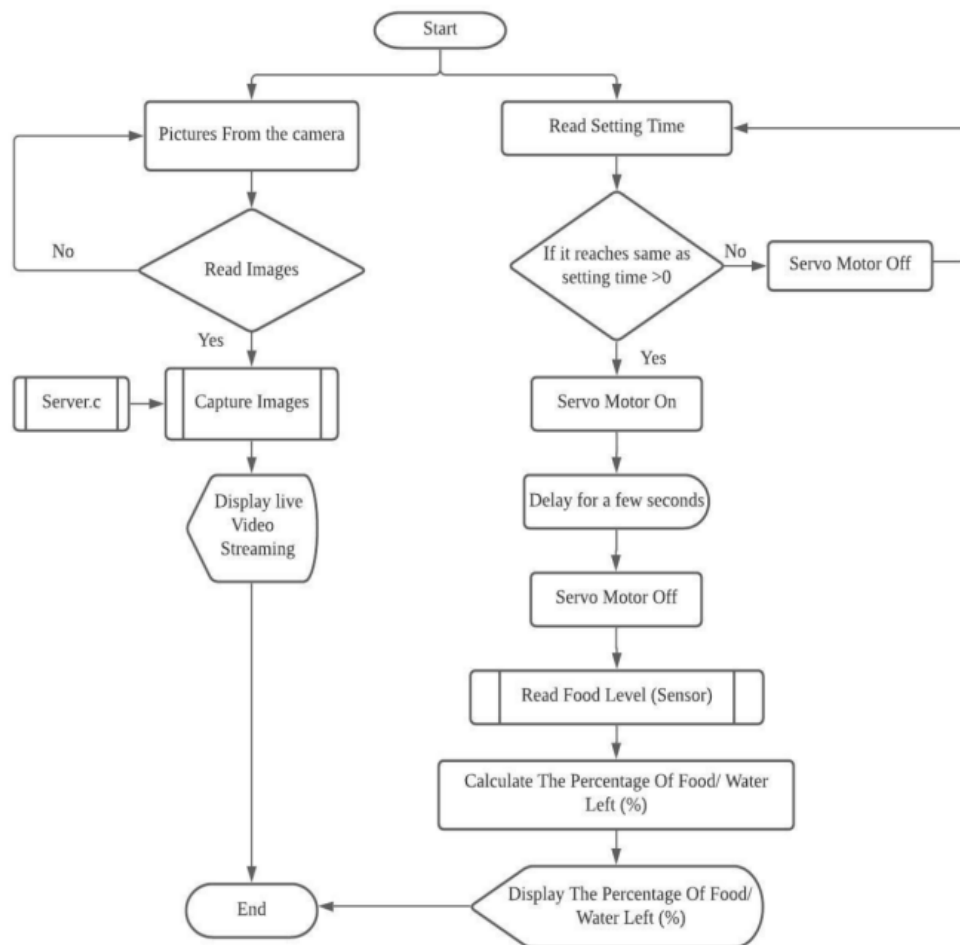 Start
Pictures From the camera
Read Setting Time
No
Read Images
If it reaches same as
setting time >0
No
Servo Motor Off
Yes
Yes
Server.c
Capture Images
Servo Motor On
Display live
Video
Streaming
Delay for a few seconds
Servo Motor Off
Read Food Level (Sensor)
Calculate The Percentage Of Food/ Water
Left (%)
End
Display The Percentage Of Food/
Water Left (%)